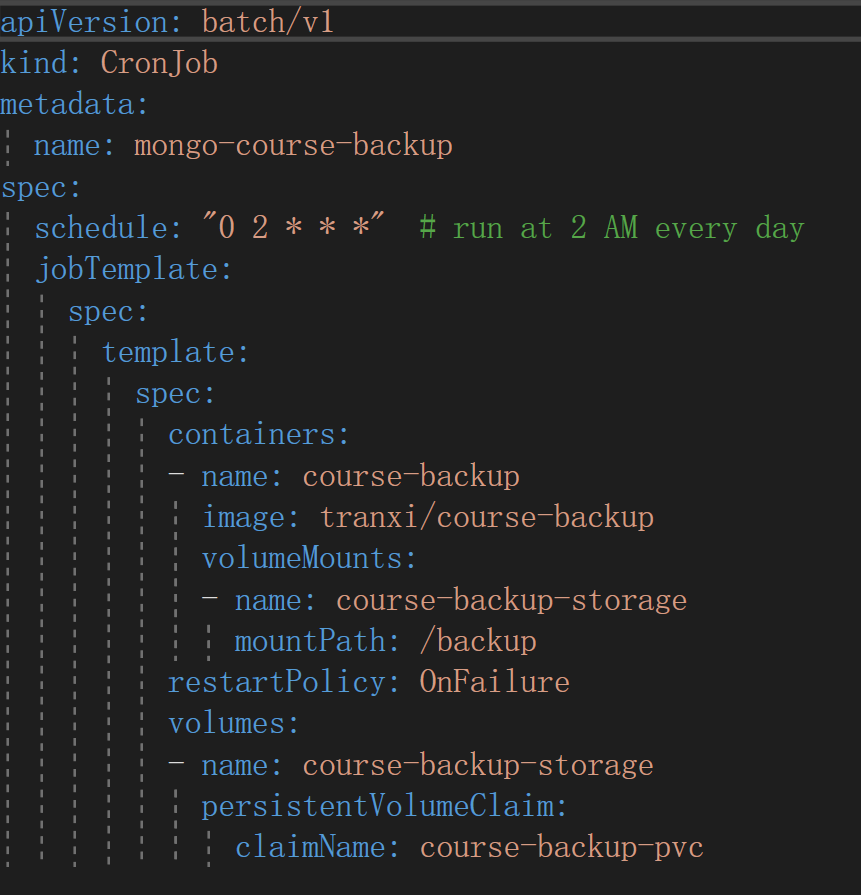 apiVersion: batch/v1
kind: CronJob
metadata:
  name: mongo-course-backup
spec:
  schedule: "0 2 * * *"  # run at 2 AM every day
  jobTemplate:
    spec:
      template:
        spec:
          containers:
          - name: course-backup
            image: tranxi/course-backup
            volumeMounts:
            - name: course-backup-storage
              mountPath: /backup
          restartPolicy: OnFailure
          volumes:
          - name: course-backup-storage
            persistentVolumeClaim:
              claimName: course-backup-pvc